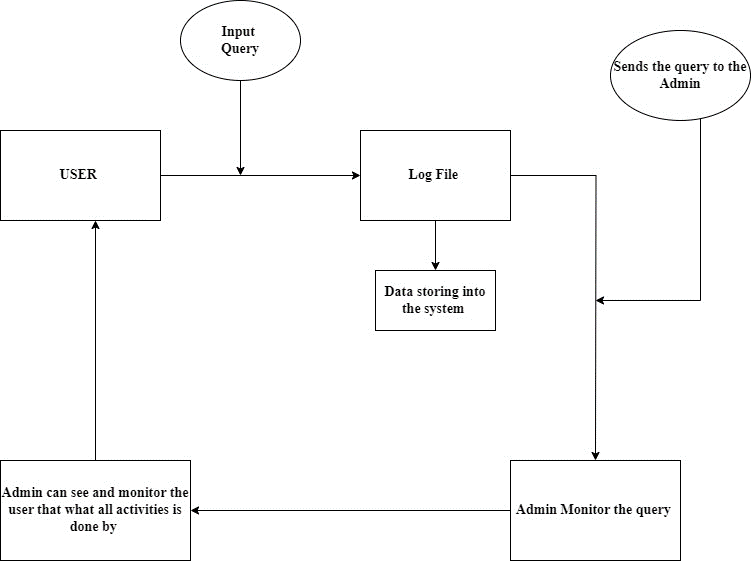 Input
Query
Sends the query to the
Admin
USER
Log File
Data storing into
the system
Admin can see and monitor the
user that what all activities is
done by
Admin Monitor the query